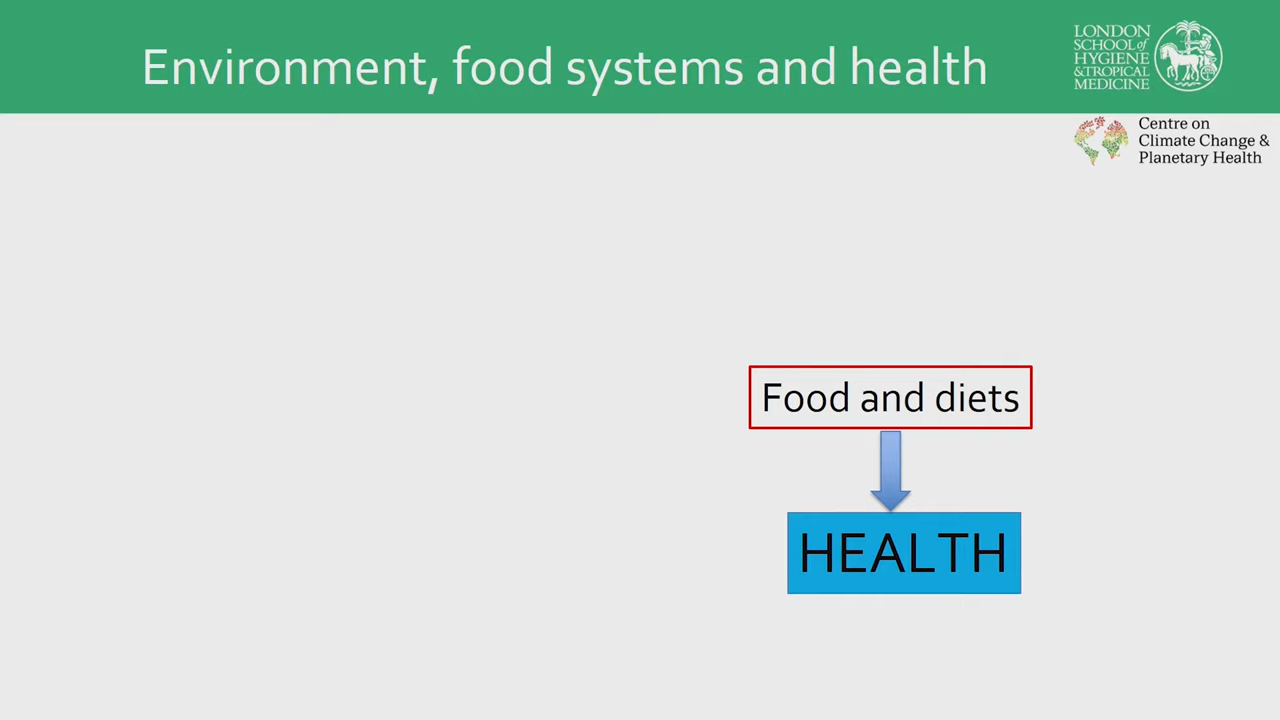 Environment, food systems and health
LONDON
SCHOOL of
HYGIENE
& TROPICAL
MEDICINE
Centre on
Climate Change &
Planetary Health
Food and diets
HEALTH